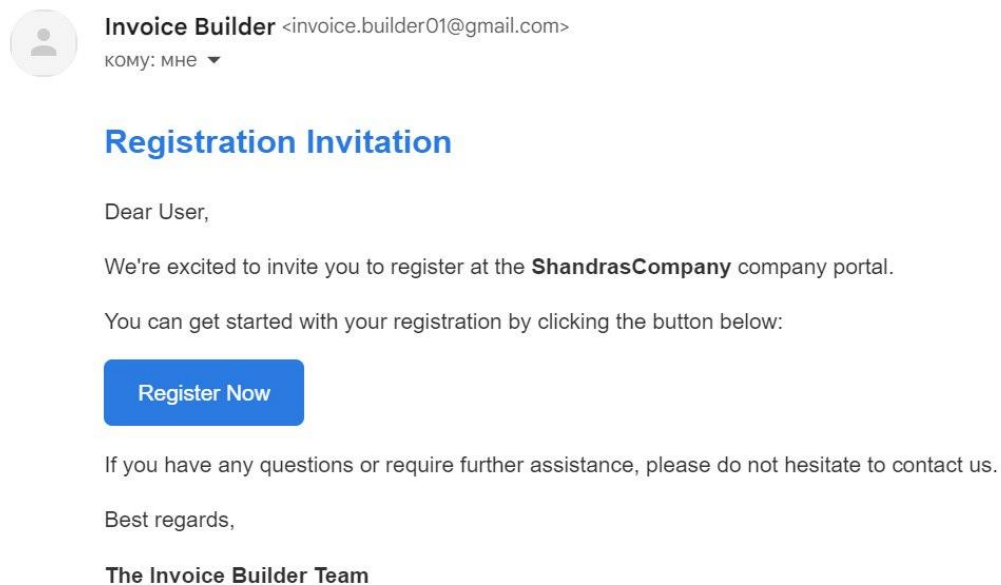 Invoice Builder <invoice.builder01@gmail.com>
кому: мне
Registration Invitation
Dear User,
We're excited to invite you to register at the ShandrasCompany company portal.
You can get started with your registration by clicking the button below:
Register Now
If you have any questions or require further assistance, please do not hesitate to contact us.
Best regards,
The Invoice Builder Team